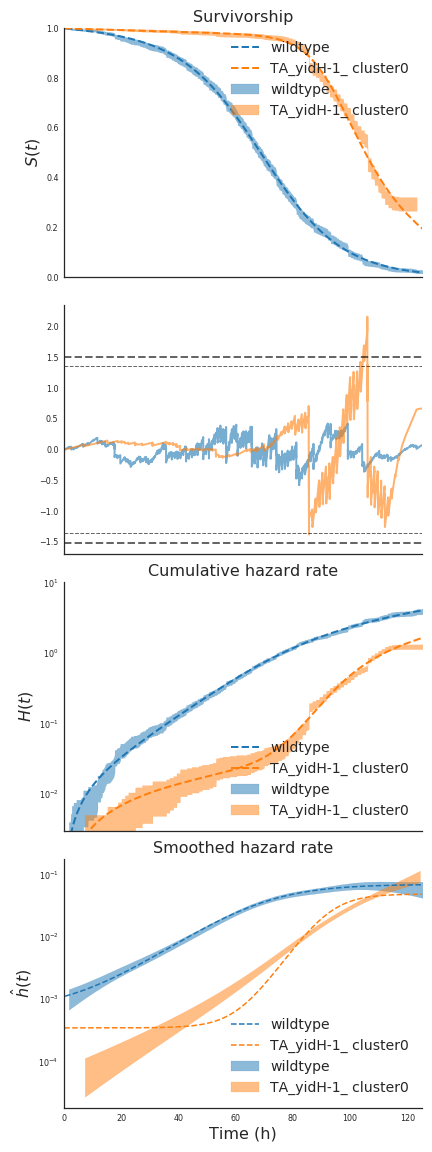 Survivorship
1.0
0.8
0.6
0.4
0.2
0.0
S(t)
wildtype
TA_yidH-1_ cluster0
wildtype
TA_yidH-1_ cluster0
2.0
1.5
1.0
0.5
0.0
−0.5
−1.0
−1.5
Cumulative hazard rate
10¹
10⁰
10⁻¹
10⁻²
H(t)
wildtype
TA_yidH-1_ cluster0
wildtype
TA_yidH-1_ cluster0
Smoothed hazard rate
10⁻¹
10⁻²
10⁻³
10⁻⁴
ĥ(t)
wildtype
TA_yidH-1_ cluster0
wildtype
TA_yidH-1_ cluster0
0 20 40 60 80 100 120
Time (h)